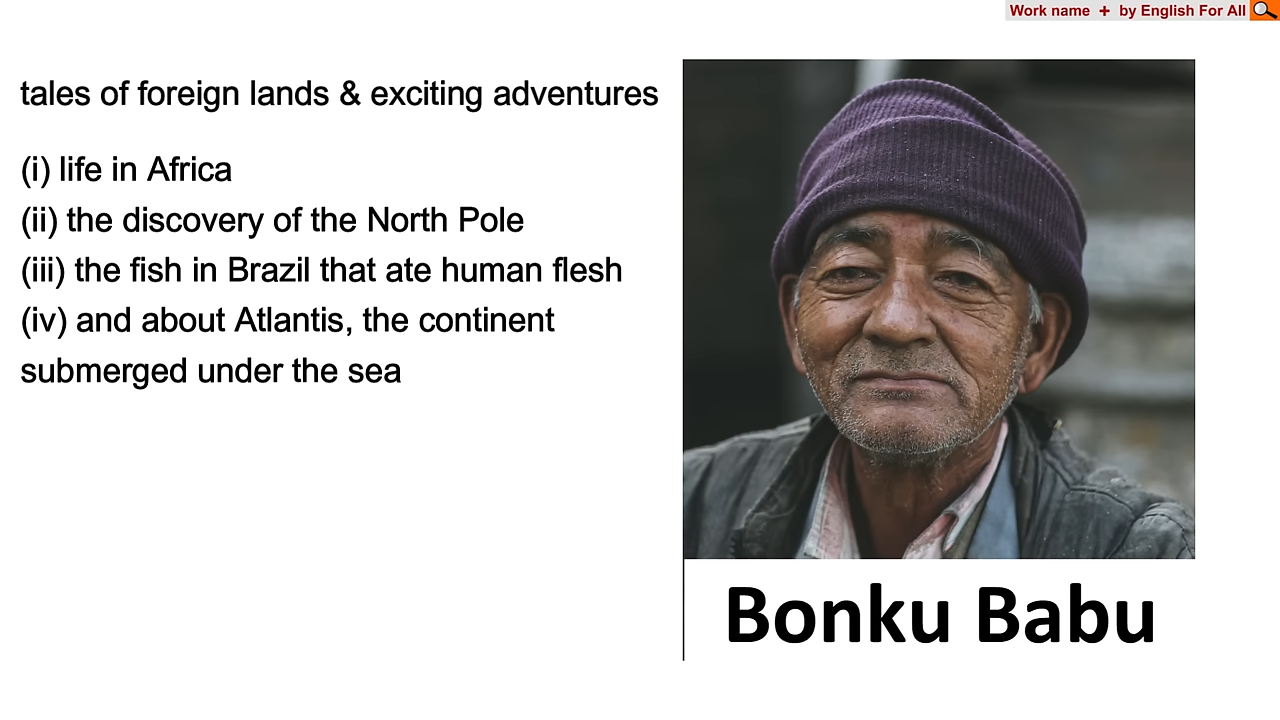 Work name + by English For All
tales of foreign lands & exciting adventures
(i) life in Africa
(ii) the discovery of the North Pole
(iii) the fish in Brazil that ate human flesh
(iv) and about Atlantis, the continent
submerged under the sea
Bonku Babu